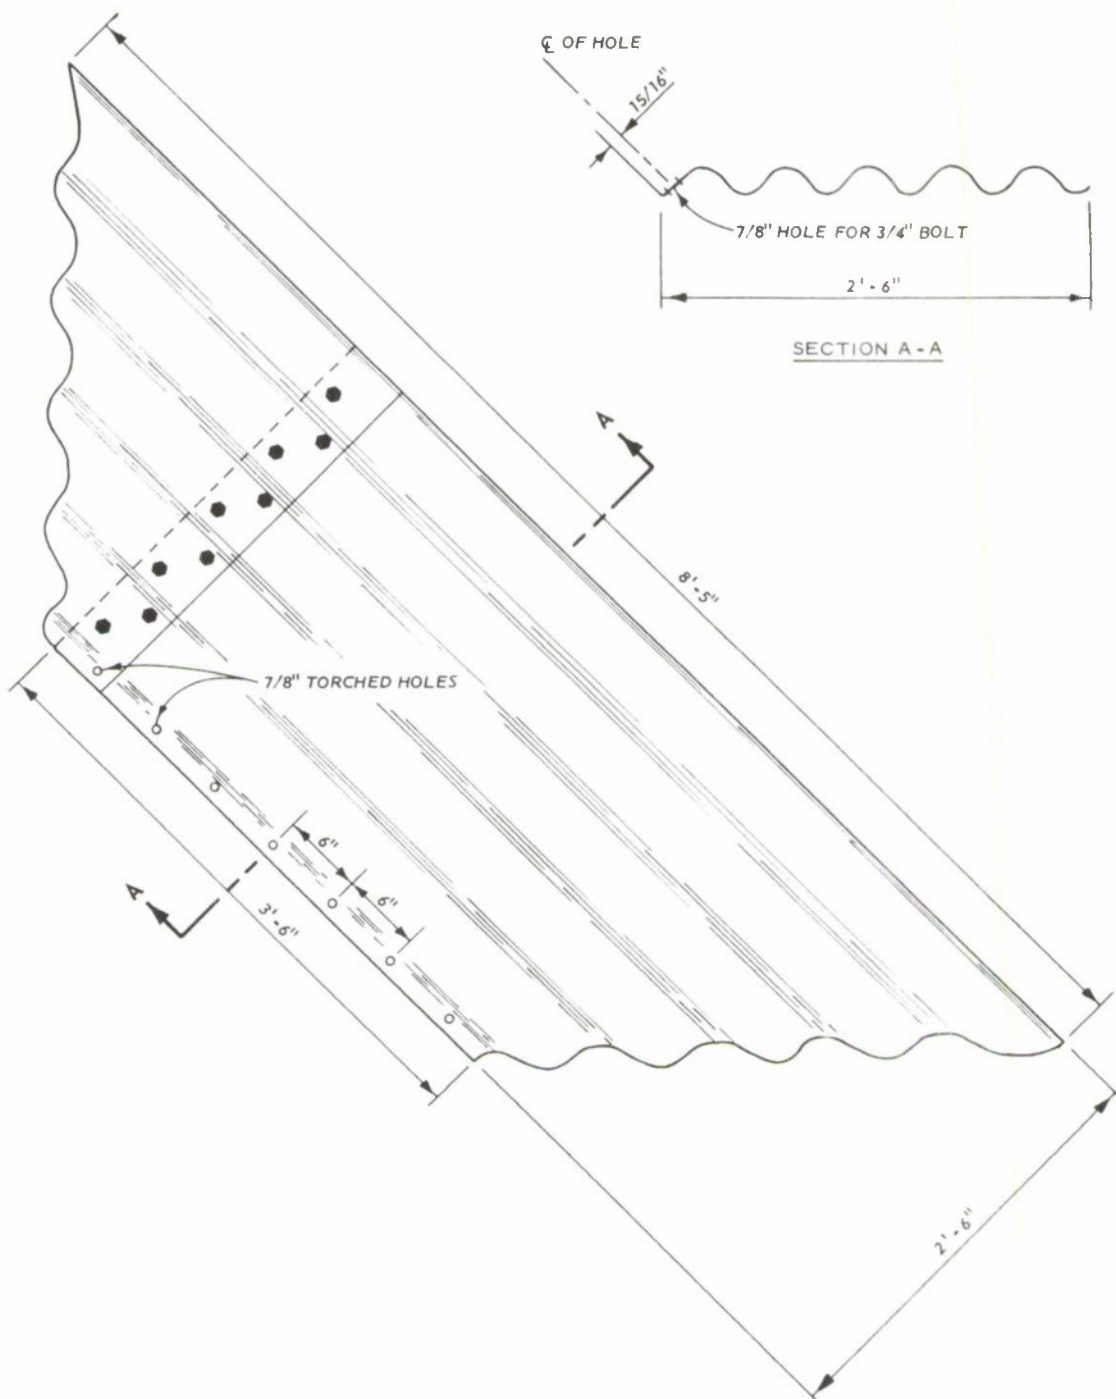 ℄ OF HOLE
15/16"
7/8" HOLE FOR 3/4" BOLT
2' - 6"
SECTION A - A
A
8' - 5"
7/8" TORCHED HOLES
6"
6"
A
3' - 6"
2' - 6"